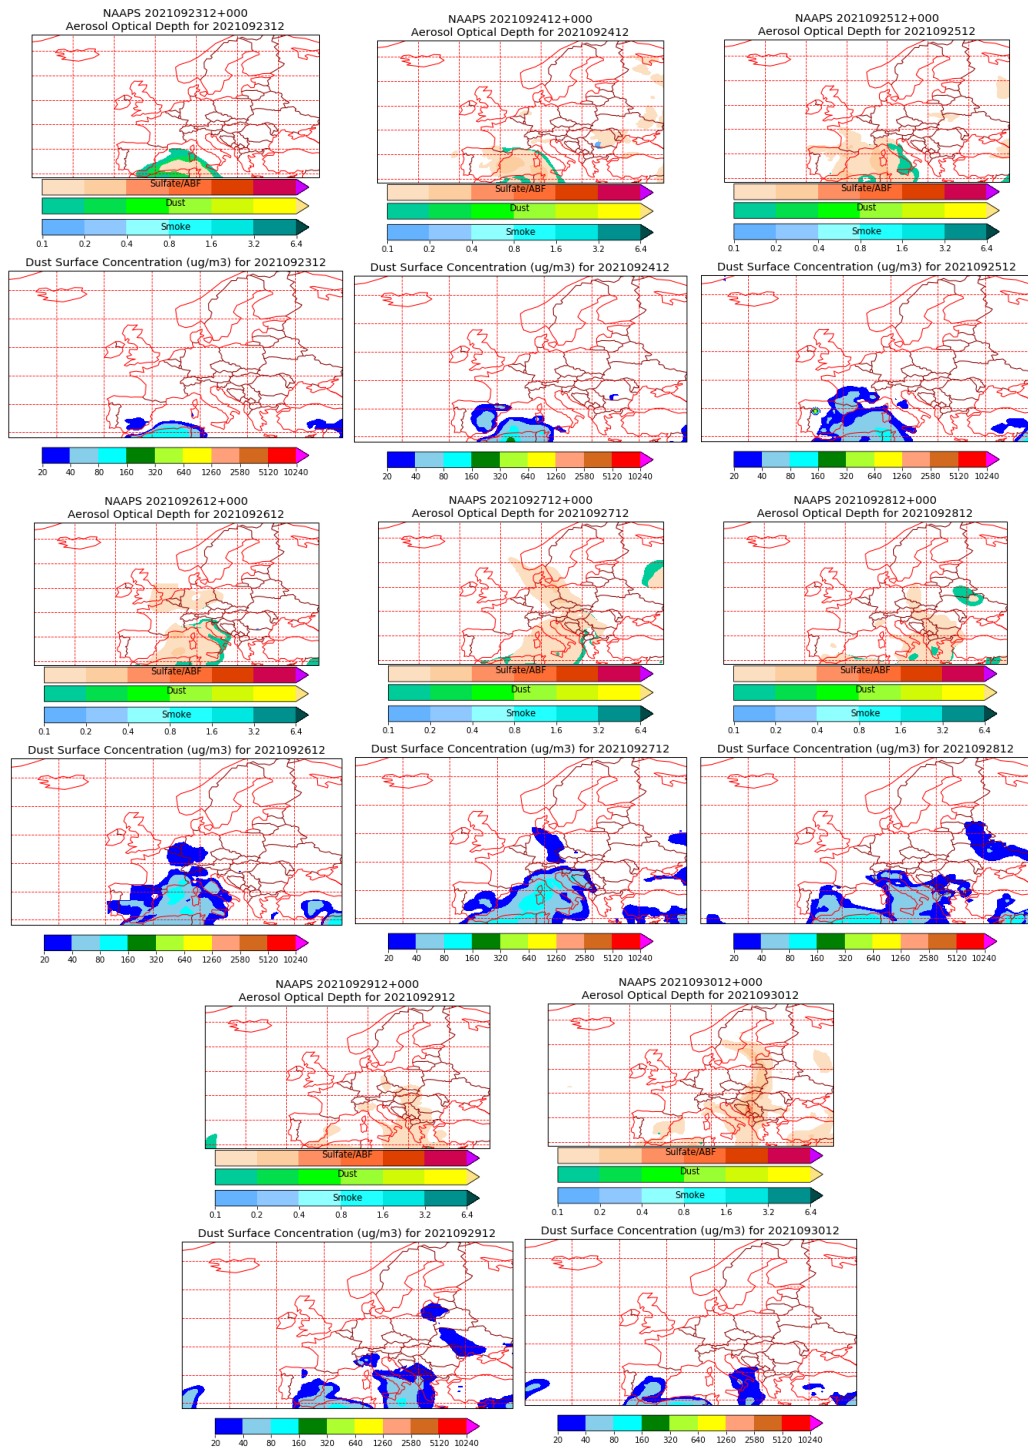 NAAPS 2021092312+000
Aerosol Optical Depth for 2021092312
Sulfate/ABF
Dust
Smoke
0.1 0.2 0.4 0.8 1.6 3.2 6.4
NAAPS 2021092412+000
Aerosol Optical Depth for 2021092412
Sulfate/ABF
Dust
Smoke
0.1 0.2 0.4 0.8 1.6 3.2 6.4
NAAPS 2021092512+000
Aerosol Optical Depth for 2021092512
Sulfate/ABF
Dust
Smoke
0.1 0.2 0.4 0.8 1.6 3.2 6.4
Dust Surface Concentration (ug/m3) for 2021092312
20 40 80 160 320 640 1260 2580 5120 10240
Dust Surface Concentration (ug/m3) for 2021092412
20 40 80 160 320 640 1260 2580 5120 10240
Dust Surface Concentration (ug/m3) for 2021092512
20 40 80 160 320 640 1260 2580 5120 10240
NAAPS 2021092612+000
Aerosol Optical Depth for 2021092612
Sulfate/ABF
Dust
Smoke
0.1 0.2 0.4 0.8 1.6 3.2 6.4
NAAPS 2021092712+000
Aerosol Optical Depth for 2021092712
Sulfate/ABF
Dust
Smoke
0.1 0.2 0.4 0.8 1.6 3.2 6.4
NAAPS 2021092812+000
Aerosol Optical Depth for 2021092812
Sulfate/ABF
Dust
Smoke
0.1 0.2 0.4 0.8 1.6 3.2 6.4
Dust Surface Concentration (ug/m3) for 2021092612
20 40 80 160 320 640 1260 2580 5120 10240
Dust Surface Concentration (ug/m3) for 2021092712
20 40 80 160 320 640 1260 2580 5120 10240
Dust Surface Concentration (ug/m3) for 2021092812
20 40 80 160 320 640 1260 2580 5120 10240
NAAPS 2021092912+000
Aerosol Optical Depth for 2021092912
Sulfate/ABF
Dust
Smoke
0.1 0.2 0.4 0.8 1.6 3.2 6.4
NAAPS 2021093012+000
Aerosol Optical Depth for 2021093012
Sulfate/ABF
Dust
Smoke
0.1 0.2 0.4 0.8 1.6 3.2 6.4
Dust Surface Concentration (ug/m3) for 2021092912
20 40 80 160 320 640 1260 2580 5120 10240
Dust Surface Concentration (ug/m3) for 2021093012
20 40 80 160 320 640 1260 2580 5120 10240